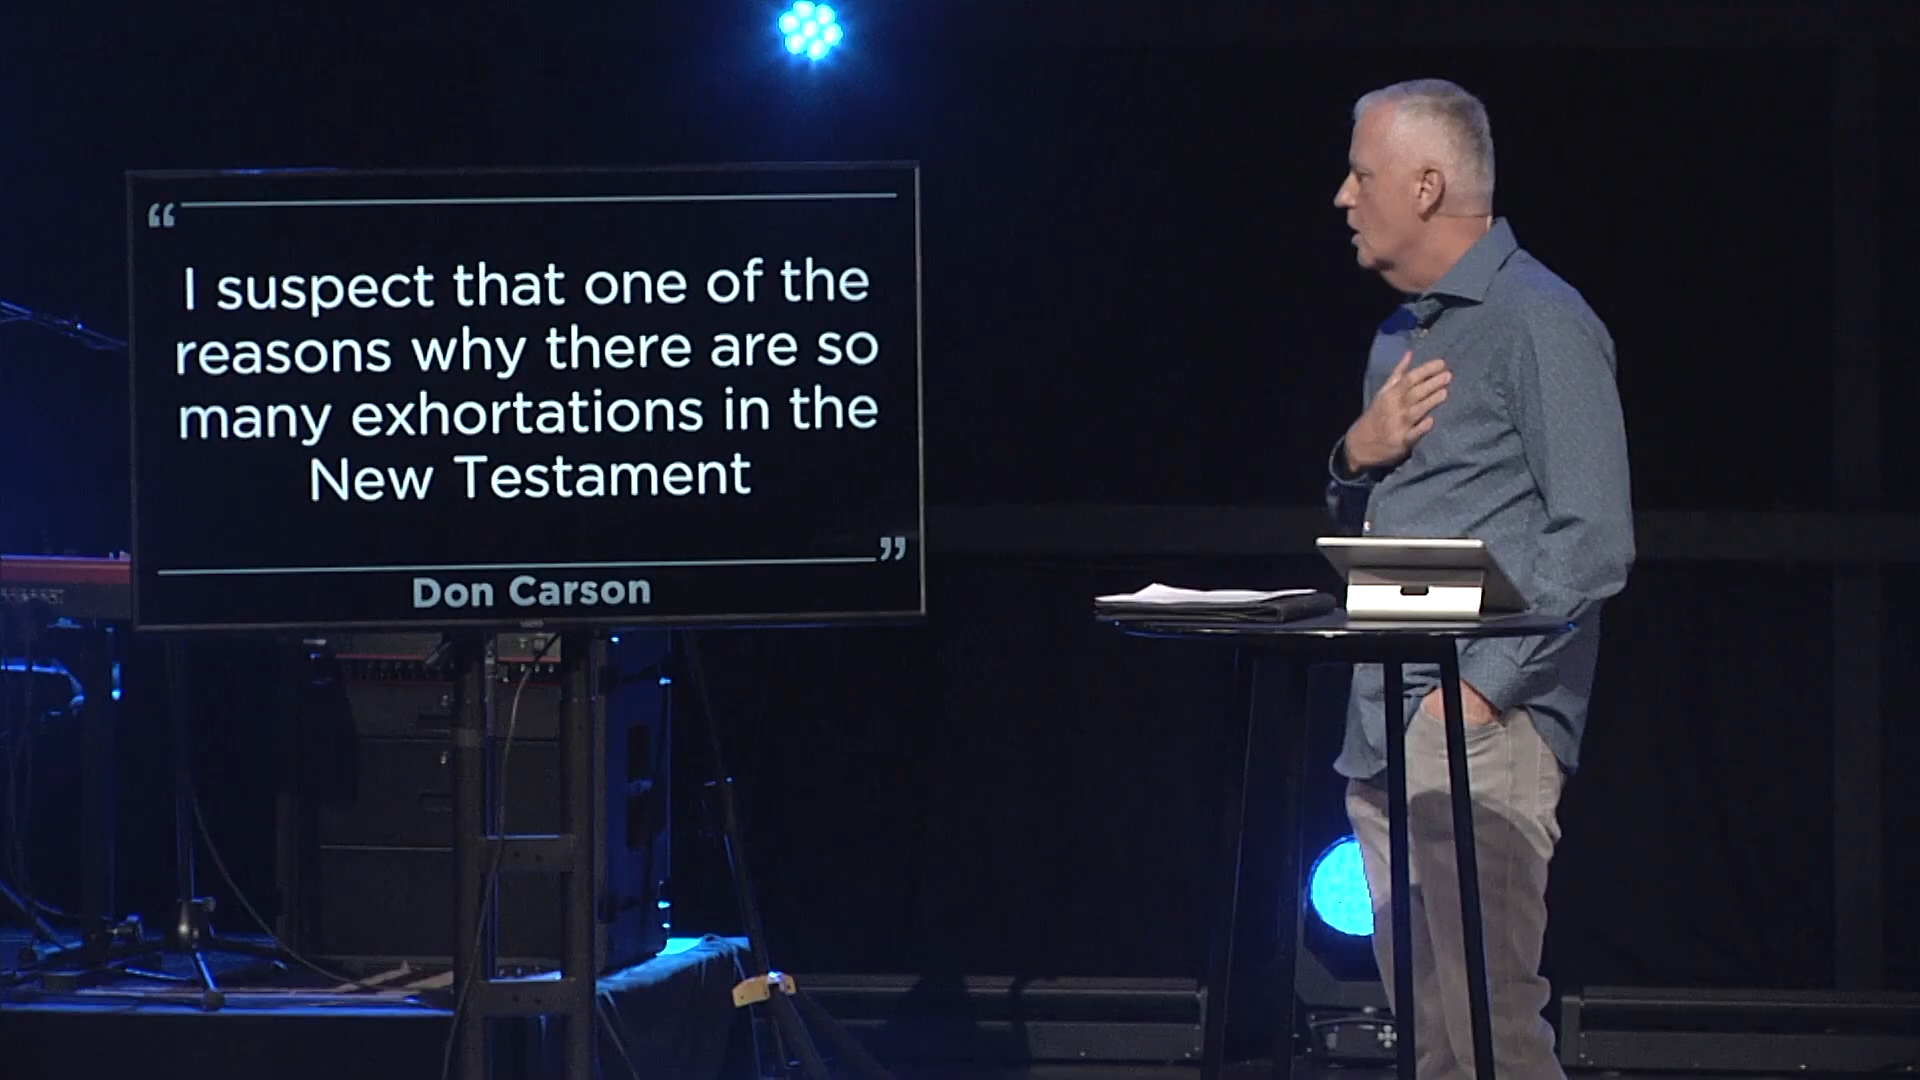 “
I suspect that one of the
reasons why there are so
many exhortations in the
New Testament
”
Don Carson